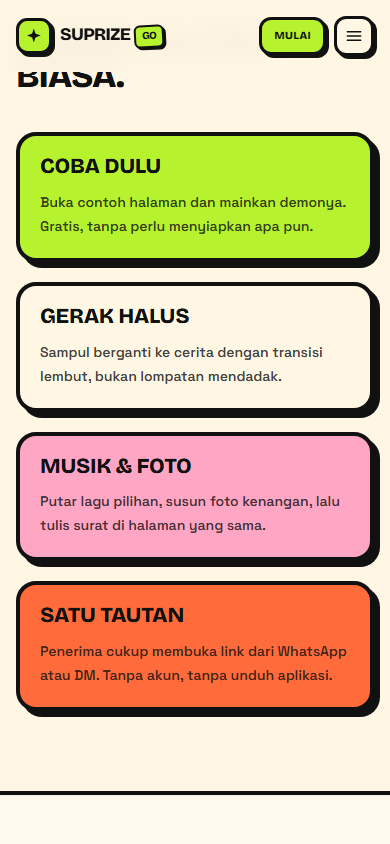 SUPRIZE GO
MULAI
BIASA.
COBA DULU
Buka contoh halaman dan mainkan demonya.
Gratis, tanpa perlu menyiapkan apa pun.
GERAK HALUS
Sampul berganti ke cerita dengan transisi
lembut, bukan lompatan mendadak.
MUSIK & FOTO
Putar lagu pilihan, susun foto kenangan, lalu
tulis surat di halaman yang sama.
SATU TAUTAN
Penerima cukup membuka link dari WhatsApp
atau DM. Tanpa akun, tanpa unduh aplikasi.